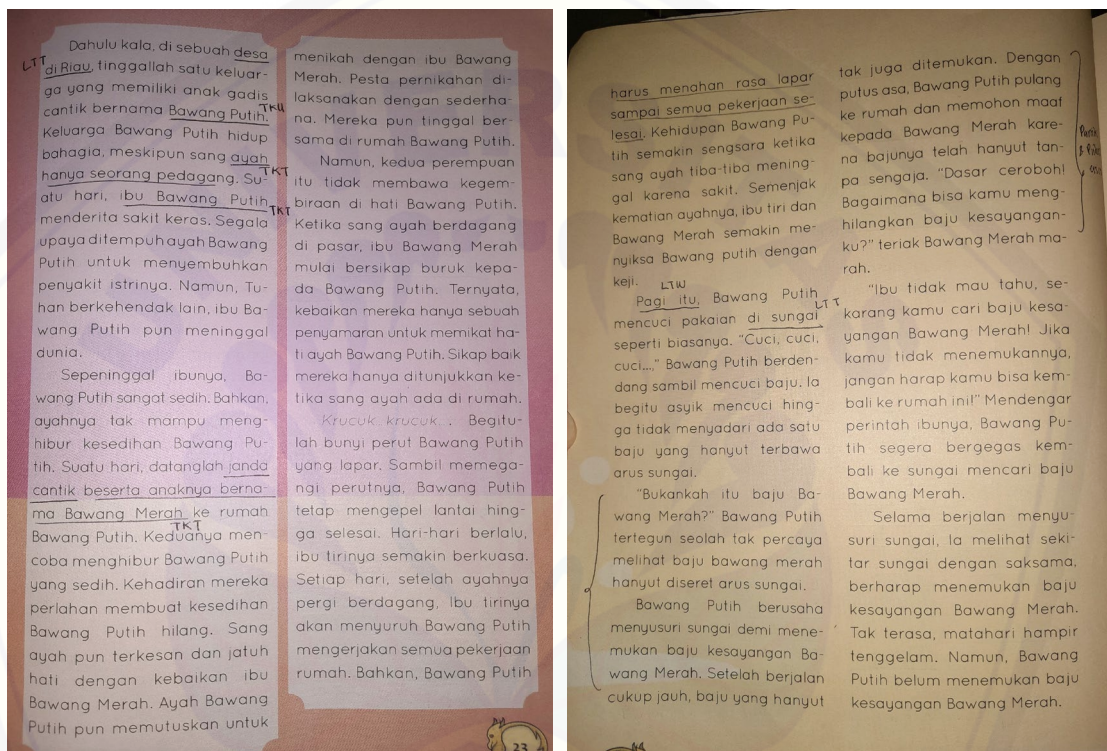 Dahulu kala, di sebuah desa
LTT
di Riau, tinggallah satu keluar-
ga yang memiliki anak gadis
cantik bernama Bawang Putih.
TKU
Keluarga Bawang Putih hidup
bahagia, meskipun sang ayah
hanya seorang pedagang. Su-
TKT
atu hari, ibu Bawang Putih
TKT
menderita sakit keras. Segala
upaya ditempuh ayah Bawang
Putih untuk menyembuhkan
penyakit istrinya. Namun, Tu-
han berkehendak lain, ibu Ba-
wang Putih pun meninggal
dunia.
Sepeninggal ibunya, Ba-
wang Putih sangat sedih. Bahkan,
ayahnya tak mampu meng-
hibur kesedihan Bawang Pu-
tih. Suatu hari, datanglah janda
cantik beserta anaknya berna-
ma Bawang Merah ke rumah
TKT
Bawang Putih. Keduanya men-
coba menghibur Bawang Putih
yang sedih. Kehadiran mereka
perlahan membuat kesedihan
Bawang Putih hilang. Sang
ayah pun terkesan dan jatuh
hati dengan kebaikan ibu
Bawang Merah. Ayah Bawang
Putih pun memutuskan untuk
menikah dengan ibu Bawang
Merah. Pesta pernikahan di-
laksanakan dengan sederha-
na. Mereka pun tinggal ber-
sama di rumah Bawang Putih.
Namun, kedua perempuan
itu tidak membawa kegem-
biraan di hati Bawang Putih.
Ketika sang ayah berdagang
di pasar, ibu Bawang Merah
mulai bersikap buruk kepa-
da Bawang Putih. Ternyata,
kebaikan mereka hanya sebuah
penyamaran untuk memikat ha-
ti ayah Bawang Putih. Sikap baik
mereka hanya ditunjukkan ke-
tika sang ayah ada di rumah.
Krucuk krucuk... Begitu-
lah bunyi perut Bawang Putih
yang lapar. Sambil memega-
ngi perutnya, Bawang Putih
tetap mengepel lantai hing-
ga selesai. Hari-hari berlalu,
ibu tirinya semakin berkuasa.
Setiap hari, setelah ayahnya
pergi berdagang, Ibu tirinya
akan menyuruh Bawang Putih
mengerjakan semua pekerjaan
rumah. Bahkan, Bawang Putih
23
harus menahan rasa lapar
sampai semua pekerjaan se-
lesai. Kehidupan Bawang Pu-
tih semakin sengsara ketika
sang ayah tiba-tiba mening-
gal karena sakit. Semenjak
kematian ayahnya, ibu tiri dan
Bawang Merah semakin me-
nyiksa Bawang putih dengan
keji.
LTW
Pagi itu, Bawang Putih
LTT
mencuci pakaian di sungai
seperti biasanya. "Cuci, cuci,
cuci...," Bawang Putih berden-
dang sambil mencuci baju. Ia
begitu asyik mencuci hing-
ga tidak menyadari ada satu
baju yang hanyut terbawa
arus sungai.
"Bukankah itu baju Ba-
wang Merah?" Bawang Putih
tertegun seolah tak percaya
melihat baju bawang merah
hanyut diseret arus sungai.
Bawang Putih berusaha
menyusuri sungai demi mene-
mukan baju kesayangan Ba-
wang Merah. Setelah berjalan
cukup jauh, baju yang hanyut
tak juga ditemukan. Dengan
putus asa, Bawang Putih pulang
ke rumah dan memohon maaf
kepada Bawang Merah kare-
na bajunya telah hanyut tan-
pa sengaja. "Dasar ceroboh!
Bagaimana bisa kamu meng-
hilangkan baju kesayangan-
ku?" teriak Bawang Merah ma-
rah.
"Ibu tidak mau tahu, se-
karang kamu cari baju kesa-
yangan Bawang Merah! Jika
kamu tidak menemukannya,
jangan harap kamu bisa kem-
bali ke rumah ini!" Mendengar
perintah ibunya, Bawang Pu-
tih segera bergegas kem-
bali ke sungai mencari baju
Bawang Merah.
Selama berjalan menyu-
suri sungai, Ia melihat seki-
tar sungai dengan saksama,
berharap menemukan baju
kesayangan Bawang Merah.
Tak terasa, matahari hampir
tenggelam. Namun, Bawang
Putih belum menemukan baju
kesayangan Bawang Merah.